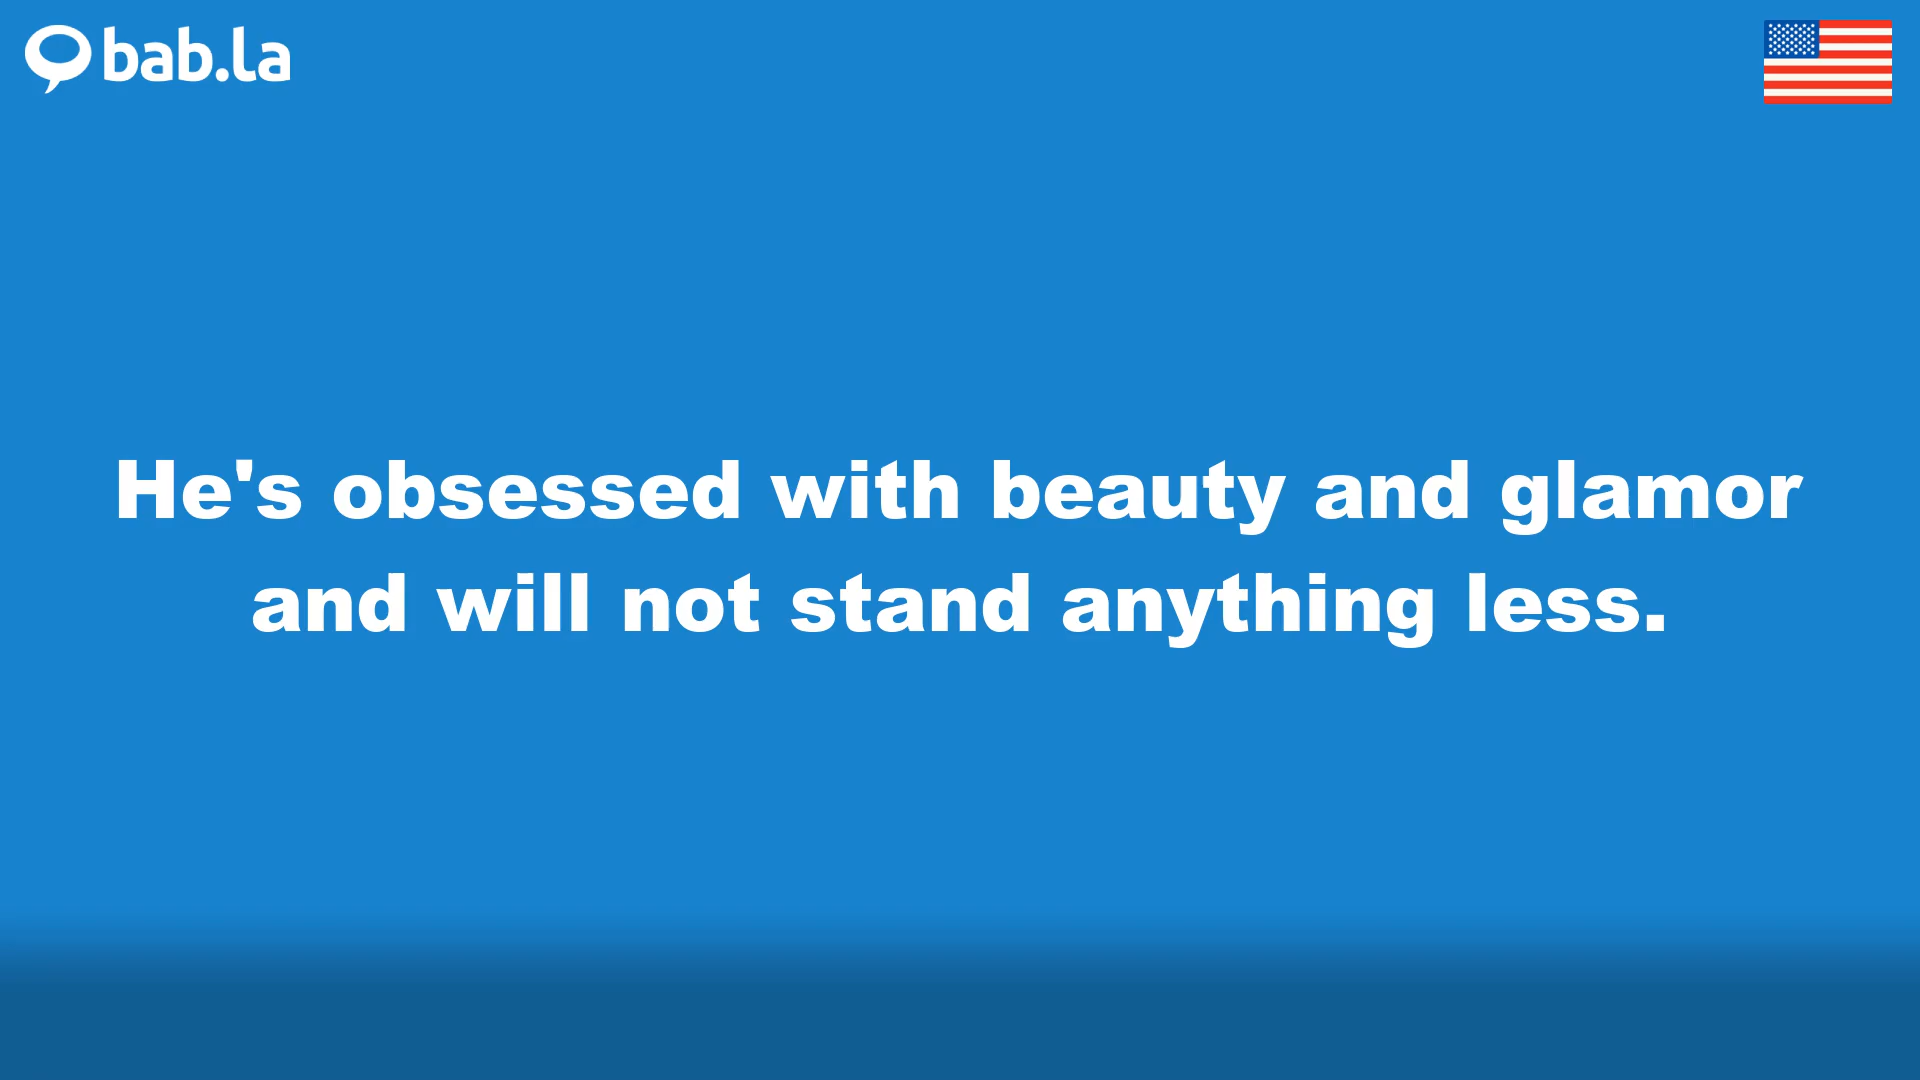 bab.la
He's obsessed with beauty and glamor
and will not stand anything less.